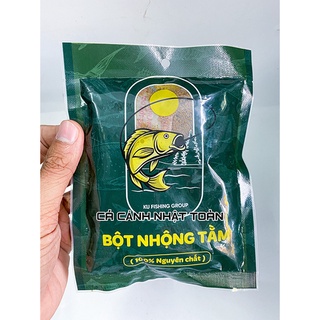 KU FISHING GROUP
CÁ CẢNH NHẬT TOÀN
BỘT NHỘNG TẰM
( 100% Nguyên chất )